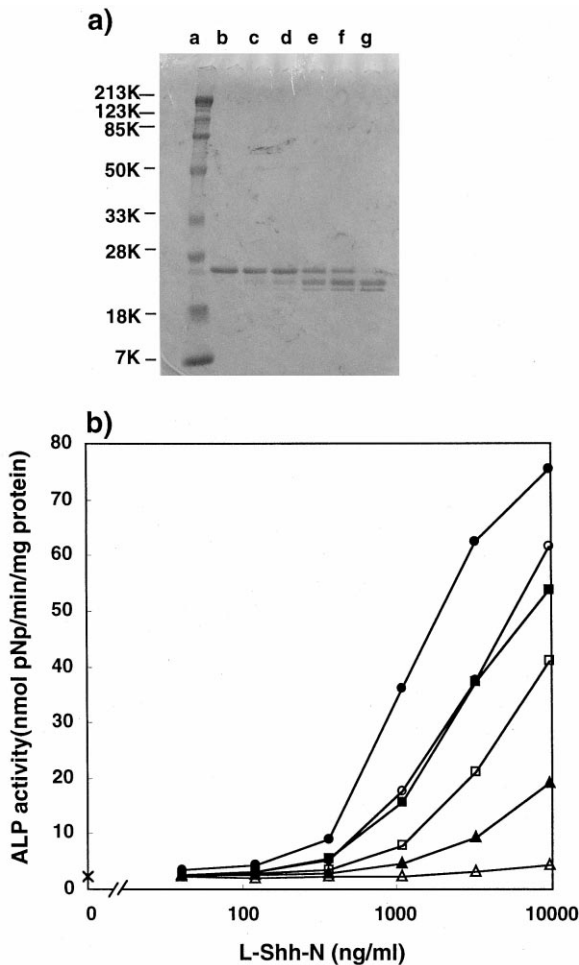 a)
a b c d e f g
213K
123K
85K
50K
33K
28K
18K
7K
b)
80
70
60
50
40
30
20
10
0
ALP activity(nmol pNp/min/mg protein)
0 100 1000 10000
L-Shh-N (ng/ml)